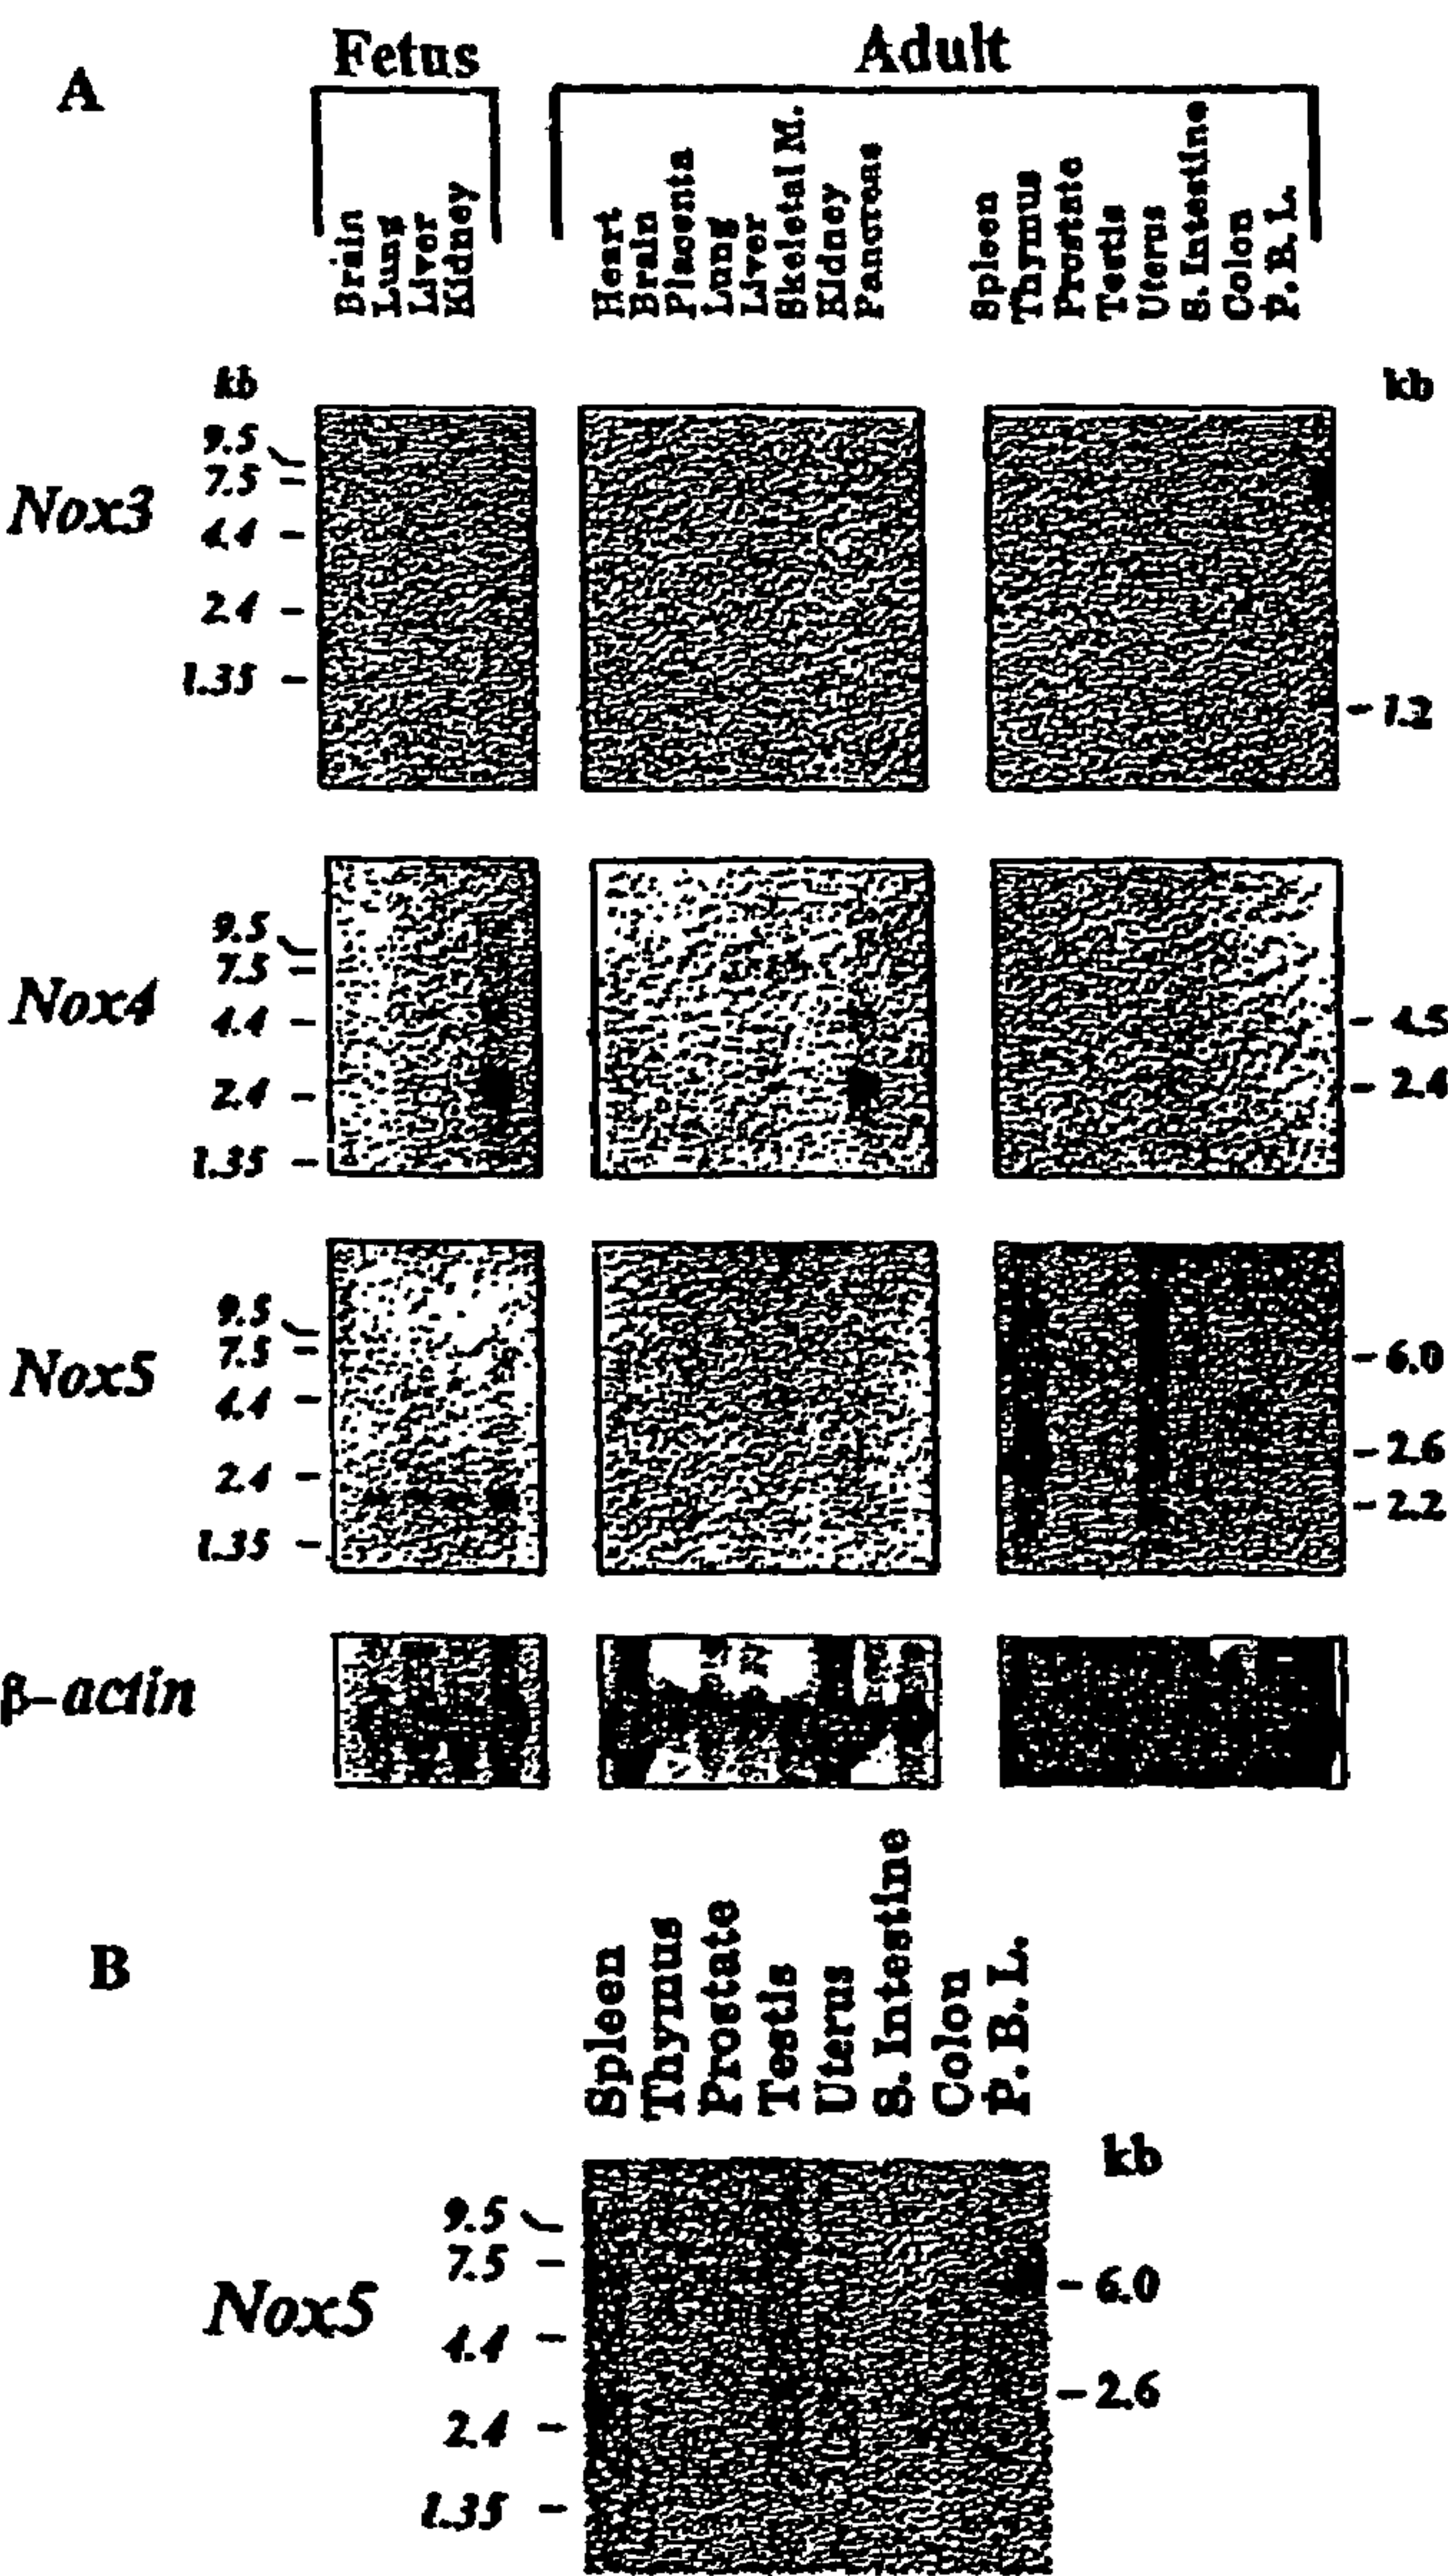 A
Fetus
Adult
Brain
Lung
Liver
Kidney
Heart
Brain
Placenta
Lung
Liver
Skeletal M.
Kidney
Pancreas
Spleen
Thymus
Prostate
Testis
Uterus
S. Intestine
Colon
P. B. L.
kb
kb
Nox3
9.5
7.5
4.4
2.4
1.35
1.2
Nox4
9.5
7.5
4.4
2.4
1.35
4.5
2.4
Nox5
9.5
7.5
4.4
2.4
1.35
6.0
2.6
2.2
β-actin
B
Spleen
Thymus
Prostate
Testis
Uterus
S. Intestine
Colon
P. B. L.
kb
Nox5
9.5
7.5
4.4
2.4
1.35
6.0
2.6